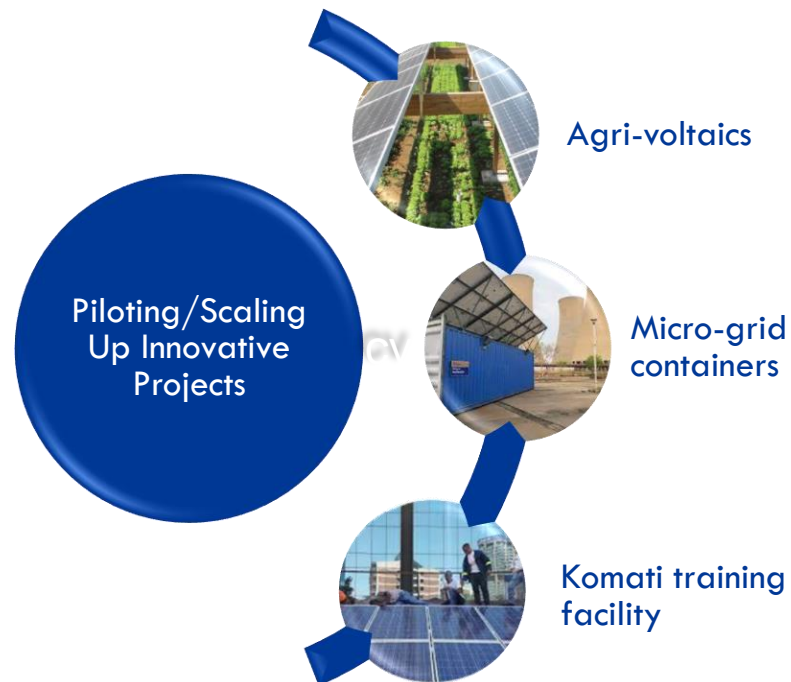 Piloting/Scaling
Up Innovative
Projects
Agri-voltaics
Micro-grid
containers
Komati training
facility